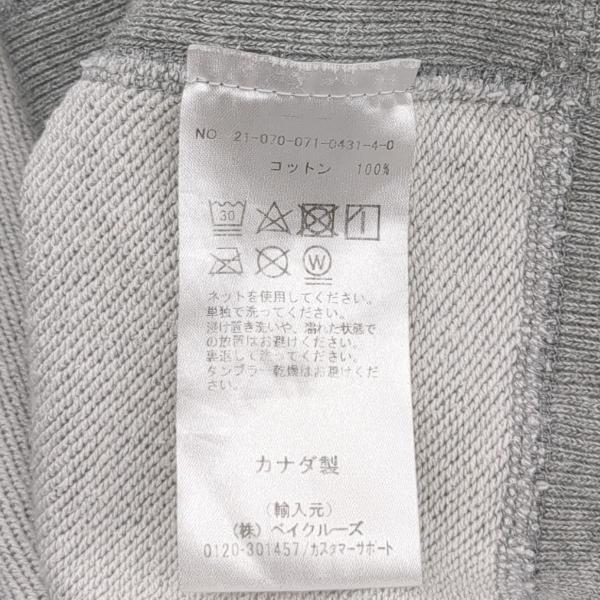 NO. 21-070-071-0431-4-0
コットン 100%
30
W
ネットを使用してください。
単独で洗ってください。
浸け置き洗いや、濡れた状態で
の放置はお避けください。
裏返しで洗ってください。
タンブラー乾燥はお避けくだ
さい。
カナダ製
(輸入元)
(株) ベイクルーズ
0120-301457/カスタマーサポート